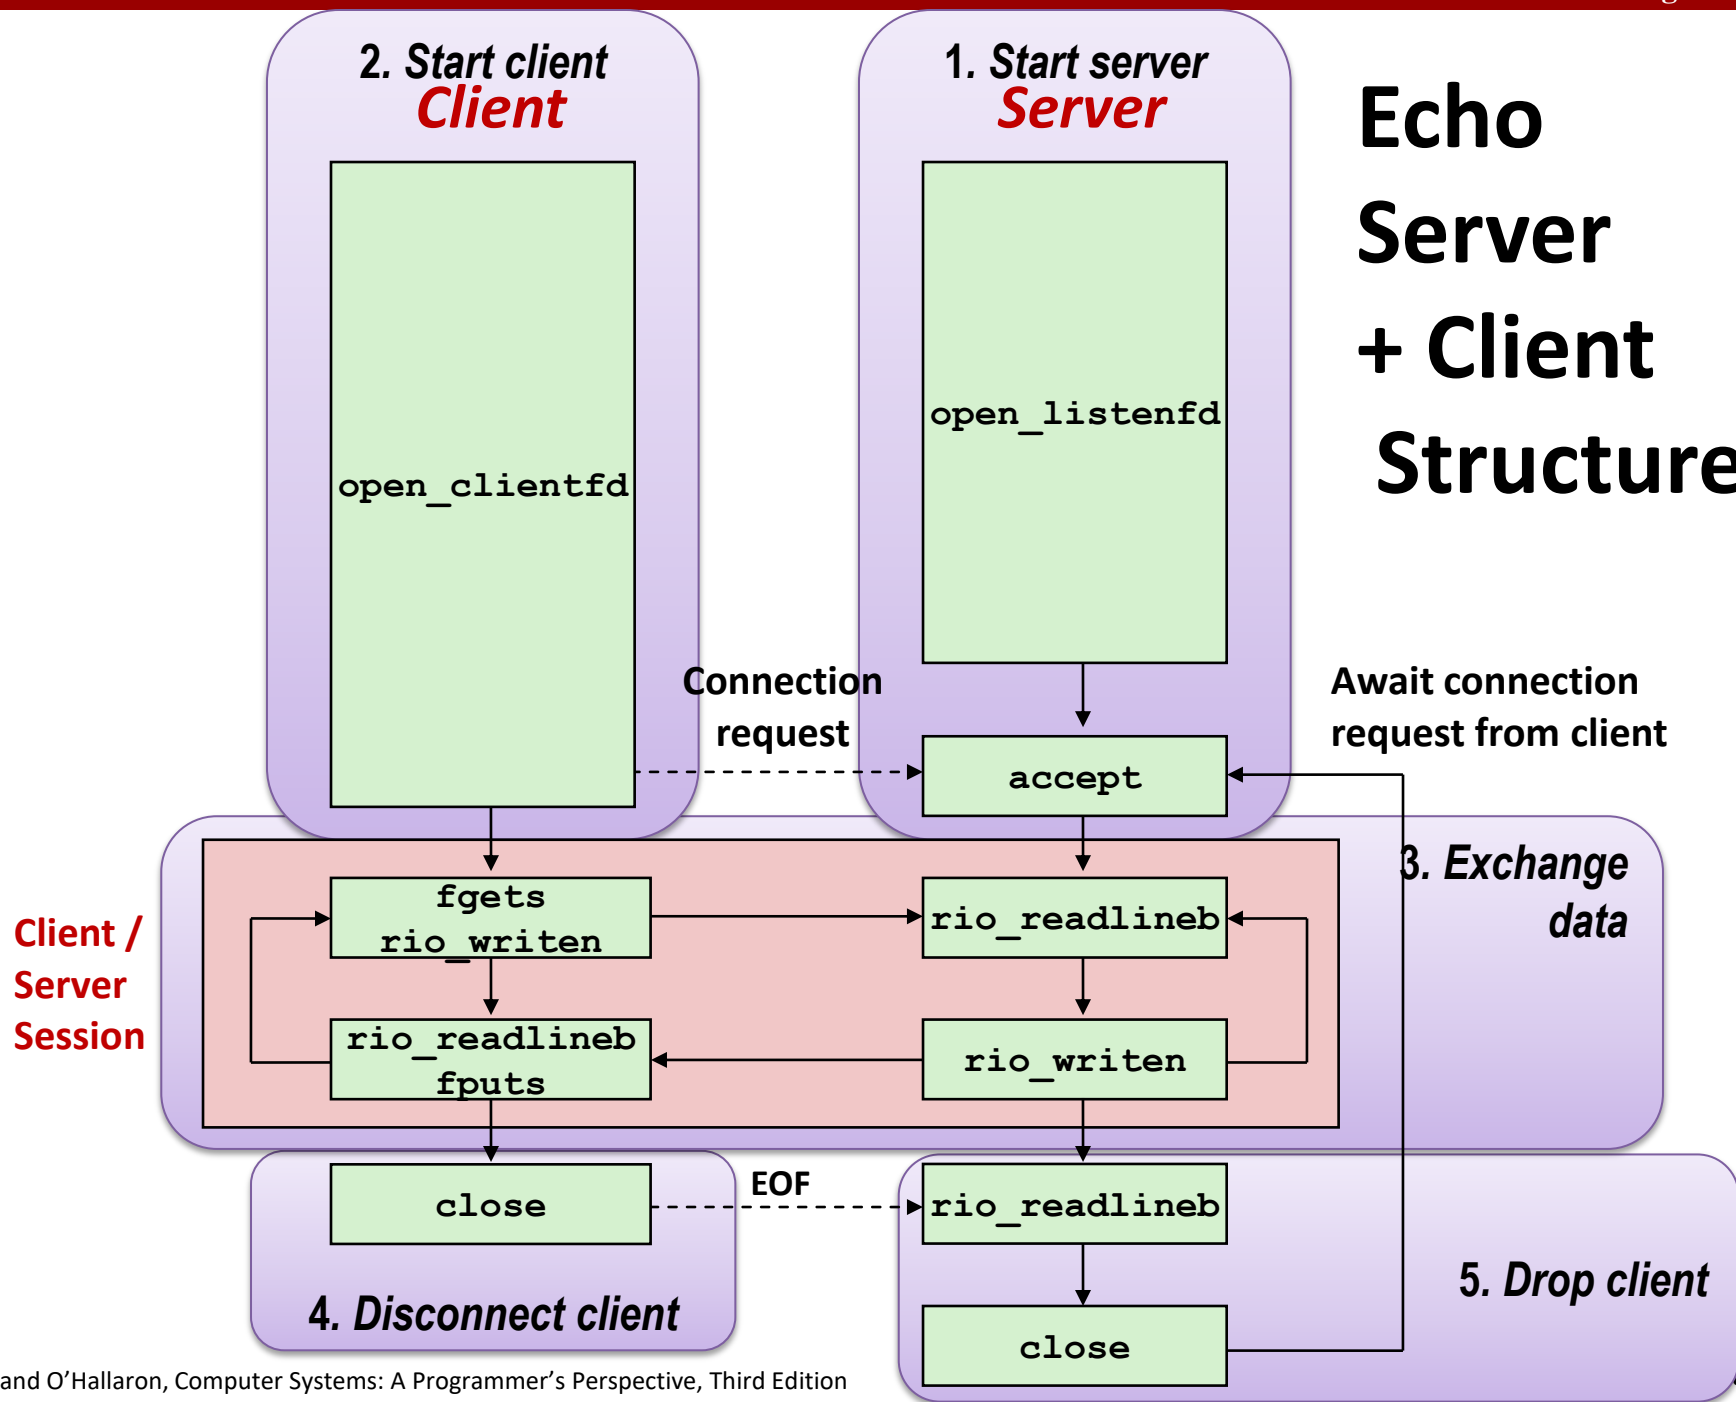 2. Start client
Client
1. Start server
Server
Echo
Server
+ Client
Structure
open_clientfd
open_listenfd
Connection
request
Await connection
request from client
accept
3. Exchange
data
Client /
Server
Session
fgets
rio_writen
rio_readlineb
rio_readlineb
fputs
rio_writen
close
EOF
rio_readlineb
4. Disconnect client
5. Drop client
close
and O'Hallaron, Computer Systems: A Programmer's Perspective, Third Edition